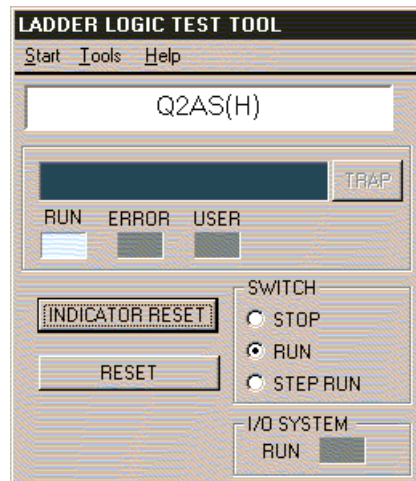 LADDER LOGIC TEST TOOL
Start Tools Help
Q2AS(H)
TRAP
RUN ERROR USER
INDICATOR RESET
RESET
SWITCH
STOP
RUN
STEP RUN
I/O SYSTEM
RUN